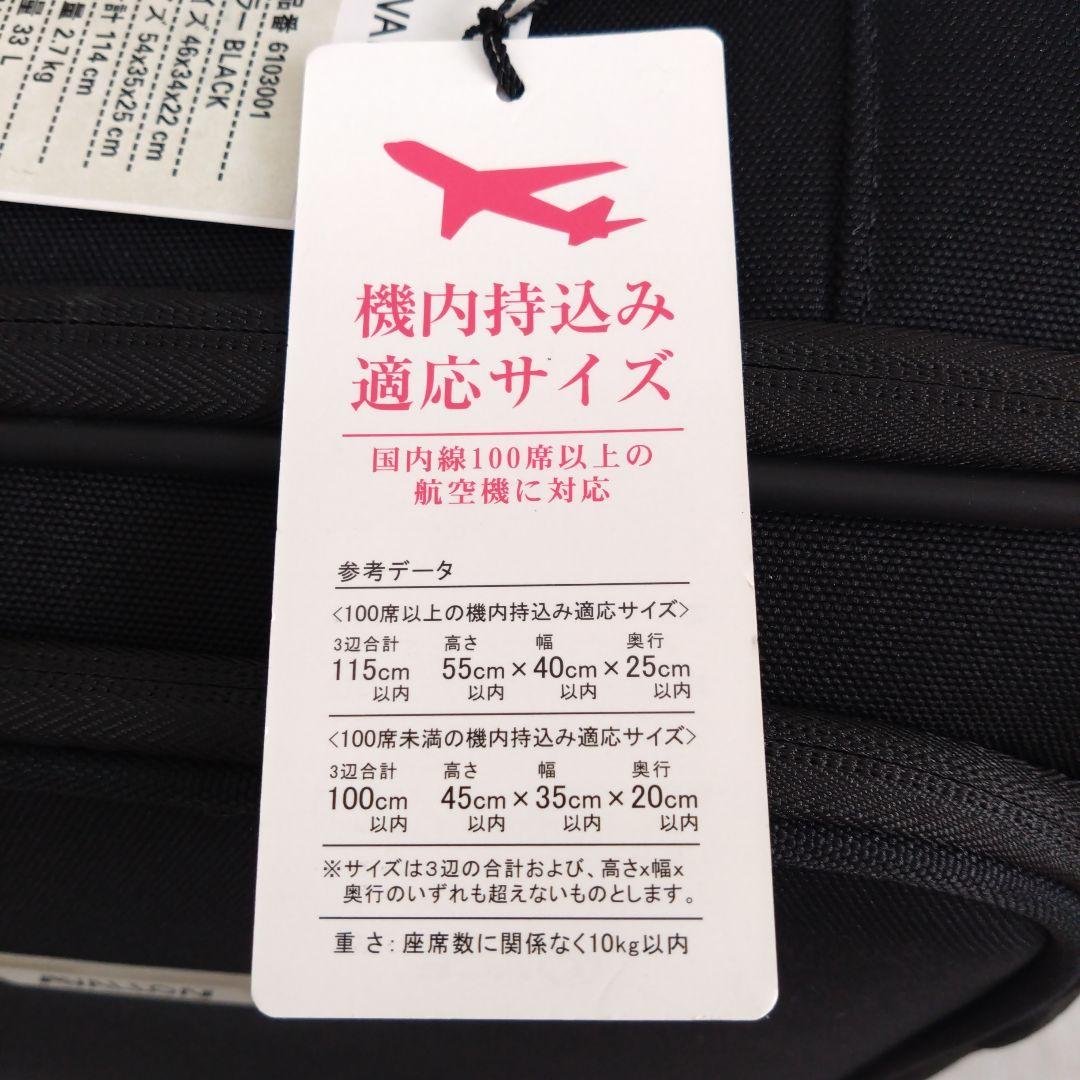 品番 6103001
ラー BLACK
イズ 46x34x22 cm
ズ 54x35x25 cm
計 114 cm
量 2.7 kg
量 33 L
VA
機内持込み
適応サイズ
国内線100席以上の
航空機に対応
参考データ
<100席以上の機内持込み適応サイズ>
3辺合計 高さ 幅 奥行
115cm 55cm×40cm×25cm
以内 以内 以内 以内
<100席未満の機内持込み適応サイズ>
3辺合計 高さ 幅 奥行
100cm 45cm×35cm×20cm
以内 以内 以内 以内
※サイズは3辺の合計および、高さx幅x
奥行のいずれも超えないものとします。
重さ:座席数に関係なく10kg以内